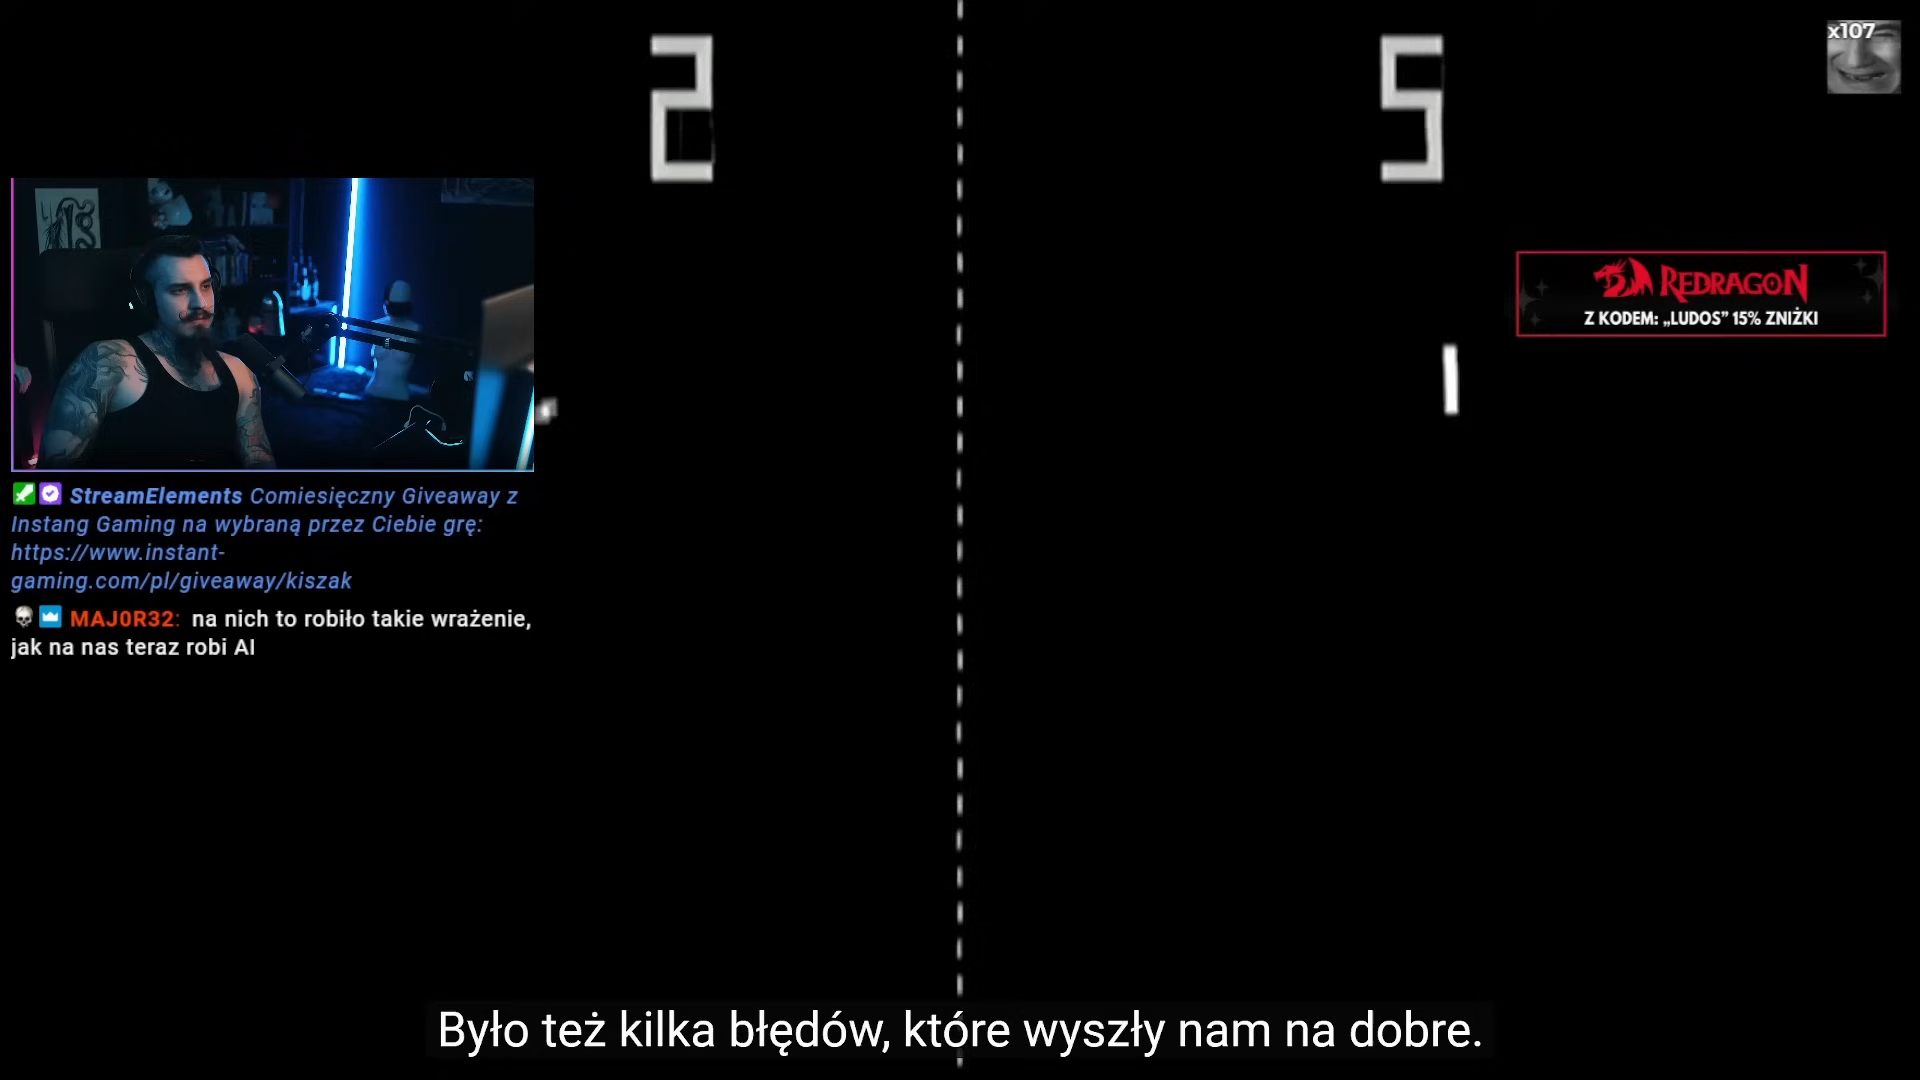 2
5
x107
REDRAGON
Z KODEM: „LUDOS” 15% ZNIŻKI
StreamElements Comiesięczny Giveaway z
Instang Gaming na wybraną przez Ciebie grę:
https://www.instant-
gaming.com/pl/giveaway/kiszak
MAJ0R32: na nich to robiło takie wrażenie,
jak na nas teraz robi AI
Było też kilka błędów, które wyszły nam na dobre.